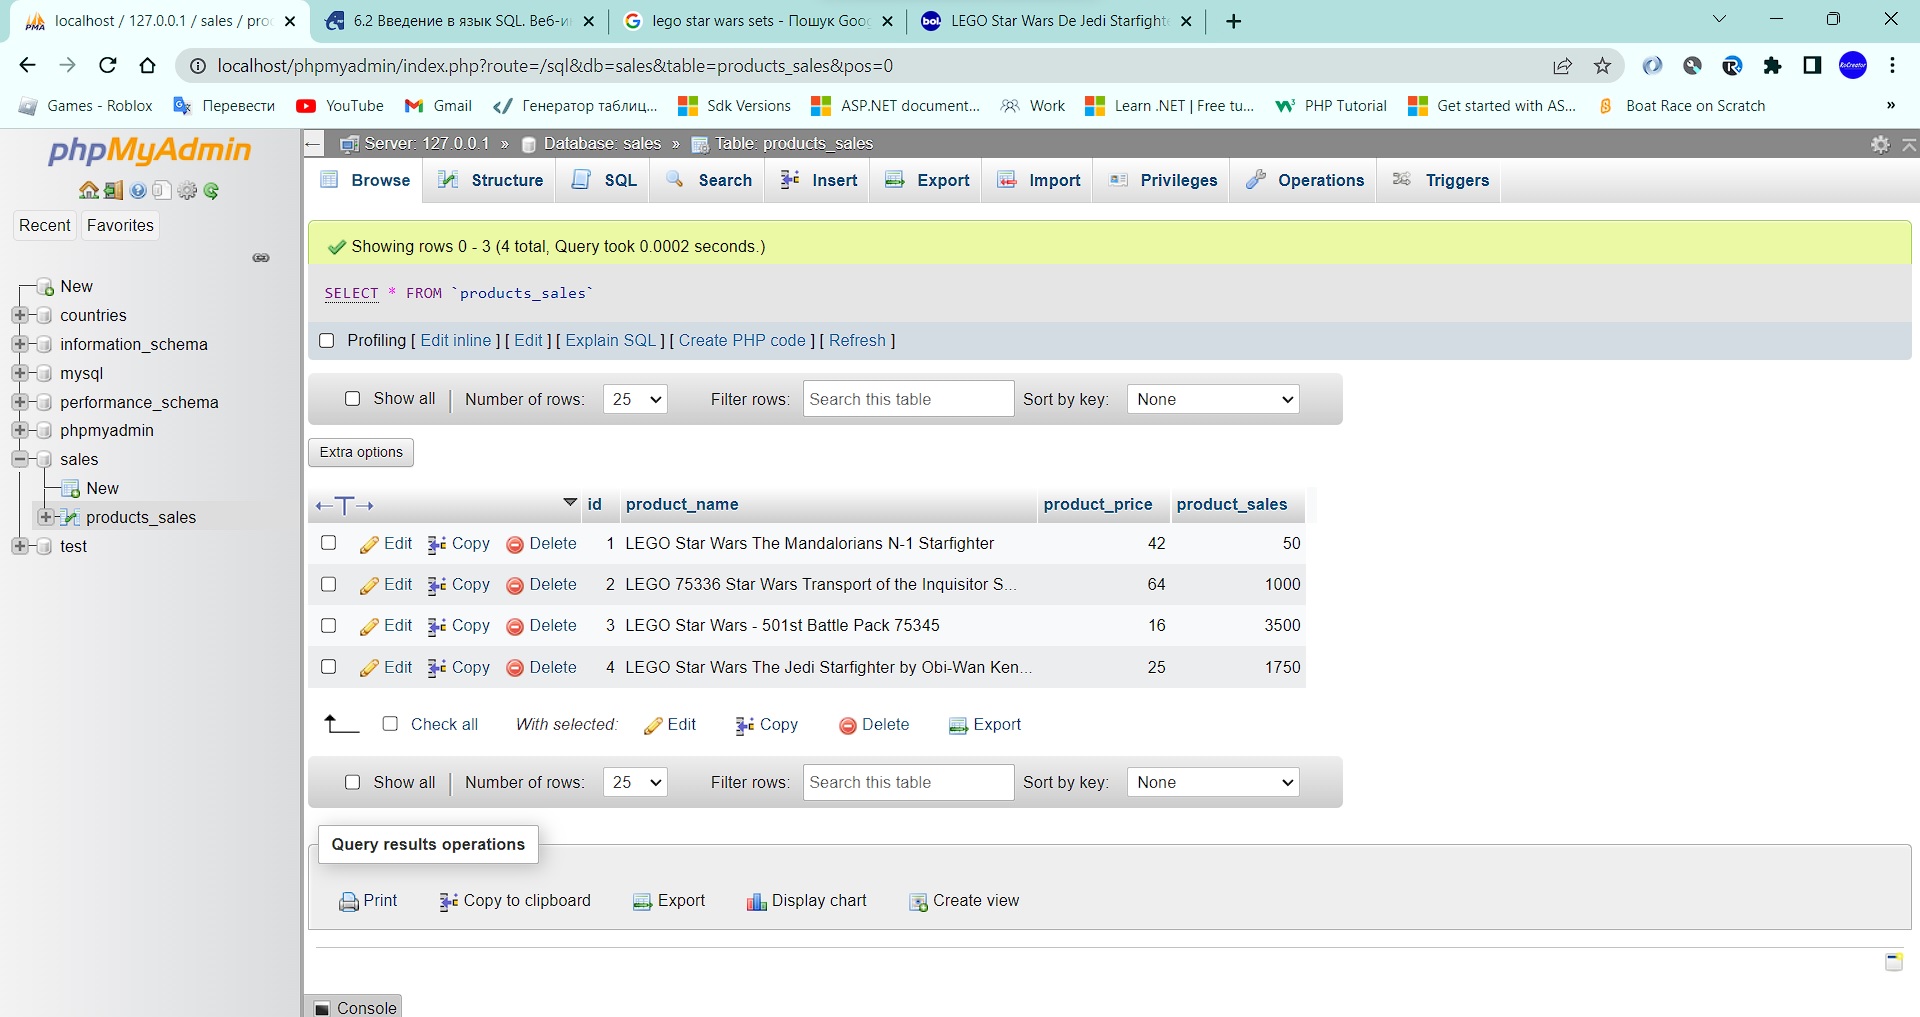 localhost / 127.0.0.1 / sales / pro
6.2 Введение в язык SQL. Веб-и
lego star wars sets - Пошук Goo
bol
LEGO Star Wars De Jedi Starfight
localhost/phpmyadmin/index.php?route=/sql&db=sales&table=products_sales&pos=0
Games - Roblox
Перевести
YouTube
Gmail
Генератор таблиц...
Sdk Versions
ASP.NET document...
Work
Learn .NET | Free tu...
PHP Tutorial
Get started with AS...
Boat Race on Scratch
»
phpMyAdmin
Recent
Favorites
New
countries
information_schema
mysql
performance_schema
phpmyadmin
sales
New
products_sales
test
Server: 127.0.0.1 » Database: sales » Table: products_sales
Browse Structure SQL Search Insert Export Import Privileges Operations Triggers
Showing rows 0 - 3 (4 total, Query took 0.0002 seconds.)
SELECT * FROM `products_sales`
Profiling [ Edit inline ] [ Edit ] [ Explain SQL ] [ Create PHP code ] [ Refresh ]
Show all Number of rows: 25 Filter rows: Search this table Sort by key: None
Extra options
←T→ id product_name product_price product_sales
Edit Copy Delete 1 LEGO Star Wars The Mandalorians N-1 Starfighter 42 50
Edit Copy Delete 2 LEGO 75336 Star Wars Transport of the Inquisitor S... 64 1000
Edit Copy Delete 3 LEGO Star Wars - 501st Battle Pack 75345 16 3500
Edit Copy Delete 4 LEGO Star Wars The Jedi Starfighter by Obi-Wan Ken... 25 1750
Check all With selected: Edit Copy Delete Export
Show all Number of rows: 25 Filter rows: Search this table Sort by key: None
Query results operations
Print Copy to clipboard Export Display chart Create view
Console